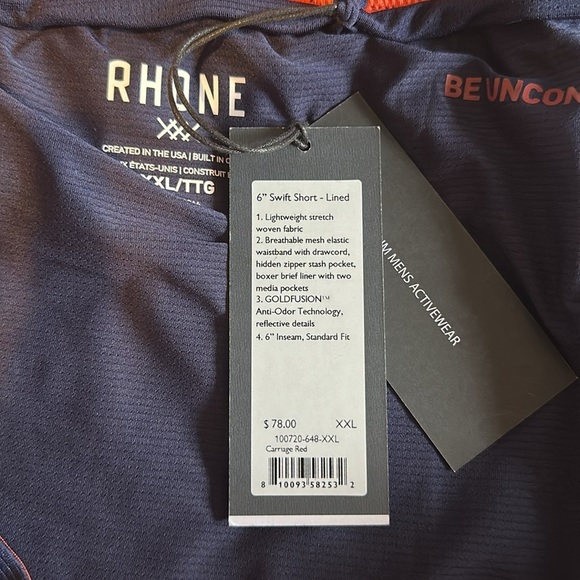 RHONE
BE UNCOM
CREATED IN THE USA | BUILT IN
ÉTATS-UNIS | CONSTRUIT
XXL/TTG
6" Swift Short - Lined
1. Lightweight stretch
woven fabric
2. Breathable mesh elastic
waistband with drawcord,
hidden zipper stash pocket,
boxer brief liner with two
media pockets
3. GOLDFUSION™
Anti-Odor Technology,
reflective details
4. 6" Inseam, Standard Fit
$ 78.00 XXL
100720-648-XXL
Carriage Red
8 10093 58253 2
MENS ACTIVEWEAR